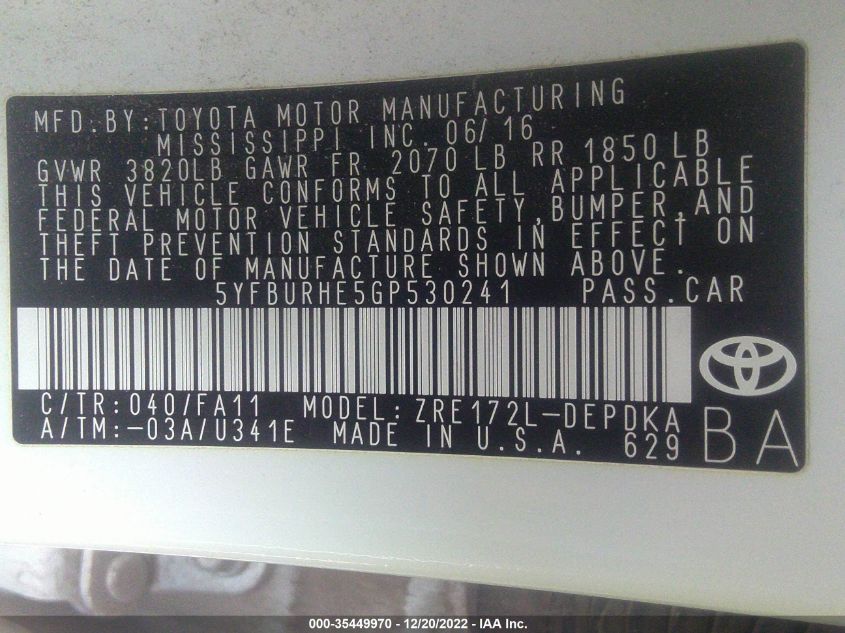 MFD.BY:TOYOTA MOTOR MANUFACTURING
MISSISSIPPI INC. 06/16
GVWR 3820LB GAWR FR. 2070 LB RR 1850 LB
THIS VEHICLE CONFORMS TO ALL APPLICABLE
FEDERAL MOTOR VEHICLE SAFETY,BUMPER,AND
THEFT PREVENTION STANDARDS IN EFFECT ON
THE DATE OF MANUFACTURE SHOWN ABOVE.
5YFBURHE5GP530241 PASS.CAR
C/TR:040/FA11 MODEL:ZRE172L-DEPDKA
A/TM:-03A/U341E MADE IN U.S.A. 629
BA
000-35449970 - 12/20/2022 - IAA Inc.